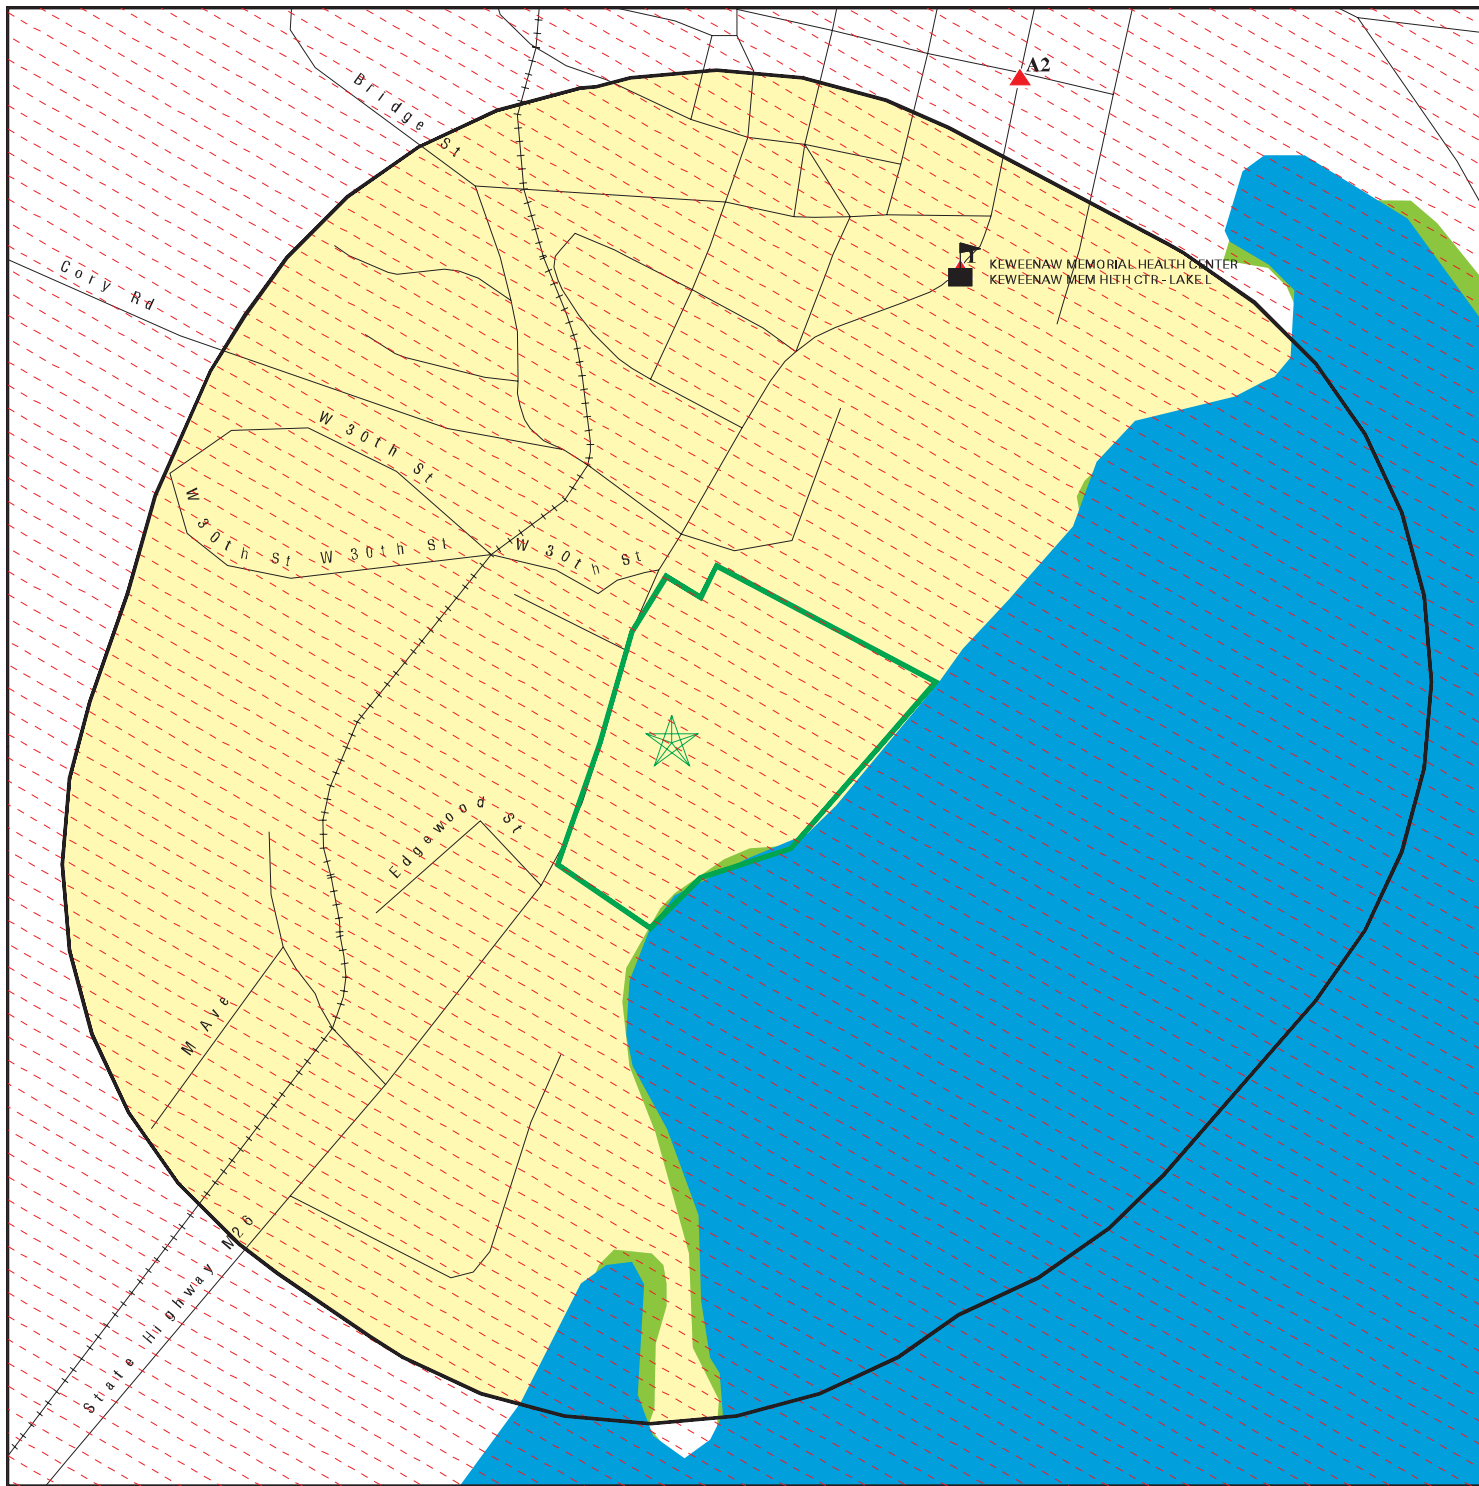 A2
Bridge St
KEWEENAW MEMORIAL HEALTH CENTER
KEWEENAW MEM HLTH CTR - LAKE L
Cory Rd
W 30th St
W 30th St
W 30th St
W 30th St
Edgewood St
M Ave
State Highway M26